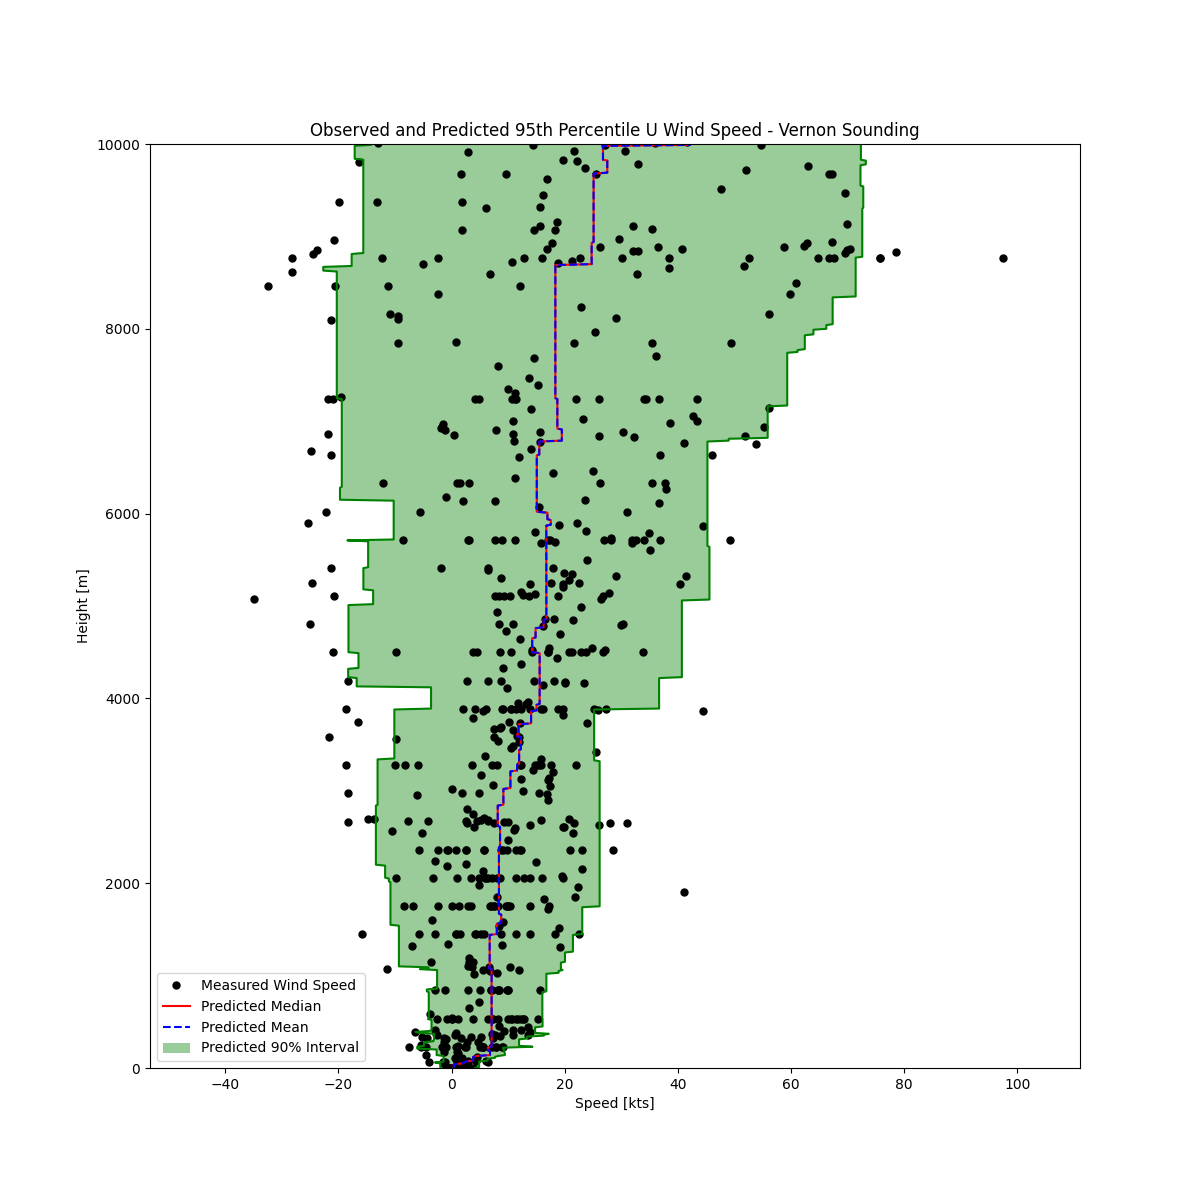 Observed and Predicted 95th Percentile U Wind Speed - Vernon Sounding
10000
8000
6000
4000
2000
0
Height [m]
Measured Wind Speed
Predicted Median
Predicted Mean
Predicted 90% Interval
−40
−20
0
20
40
60
80
100
Speed [kts]